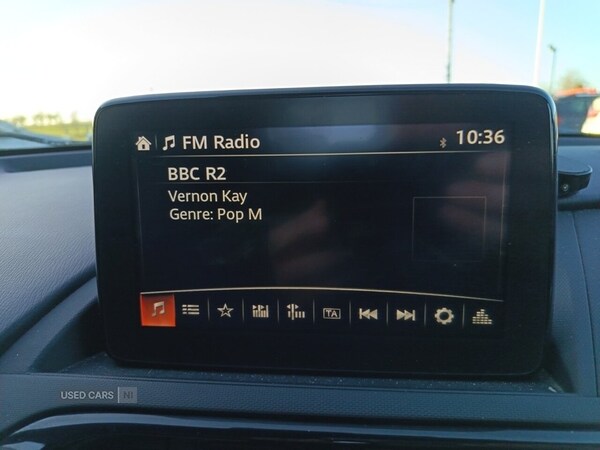 FM Radio
10:36
BBC R2
Vernon Kay
Genre: Pop M
TA
USED CARS NI